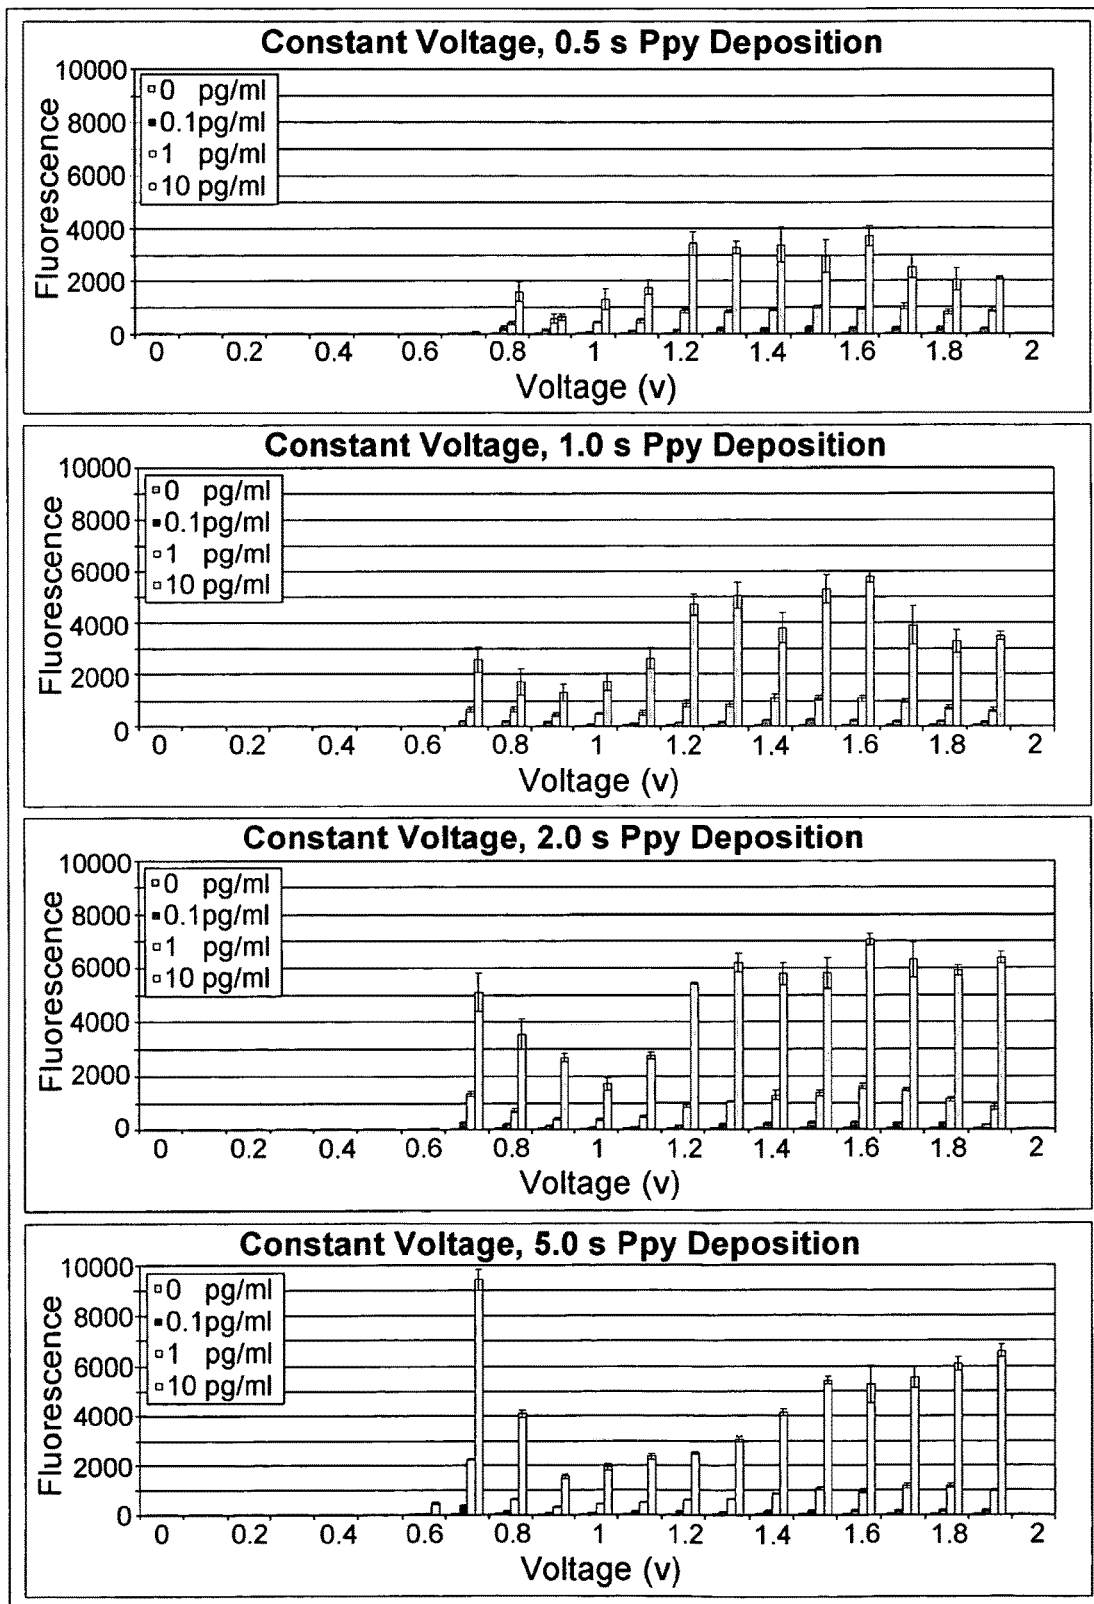 Constant Voltage, 0.5 s Ppy Deposition
10000
8000
6000
4000
2000
0
Fluorescence
0 pg/ml
0.1pg/ml
1 pg/ml
10 pg/ml
0 0.2 0.4 0.6 0.8 1 1.2 1.4 1.6 1.8 2
Voltage (v)
Constant Voltage, 1.0 s Ppy Deposition
10000
8000
6000
4000
2000
0
Fluorescence
0 pg/ml
0.1pg/ml
1 pg/ml
10 pg/ml
0 0.2 0.4 0.6 0.8 1 1.2 1.4 1.6 1.8 2
Voltage (v)
Constant Voltage, 2.0 s Ppy Deposition
10000
8000
6000
4000
2000
0
Fluorescence
0 pg/ml
0.1pg/ml
1 pg/ml
10 pg/ml
0 0.2 0.4 0.6 0.8 1 1.2 1.4 1.6 1.8 2
Voltage (v)
Constant Voltage, 5.0 s Ppy Deposition
10000
8000
6000
4000
2000
0
Fluorescence
0 pg/ml
0.1pg/ml
1 pg/ml
10 pg/ml
0 0.2 0.4 0.6 0.8 1 1.2 1.4 1.6 1.8 2
Voltage (v)